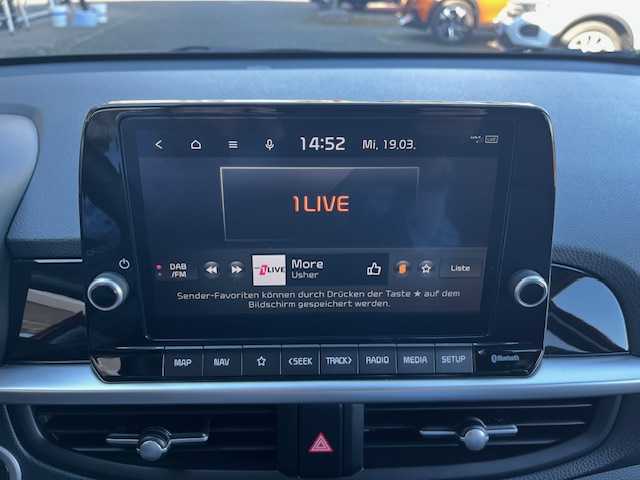 14:52 Mi, 19.03.
1LIVE
DAB
/FM
1LIVE
More
Usher
Liste
Sender-Favoriten können durch Drücken der Taste ★ auf dem
Bildschirm gespeichert werden.
MAP NAV ☆ <SEEK TRACK> RADIO MEDIA SETUP Bluetooth